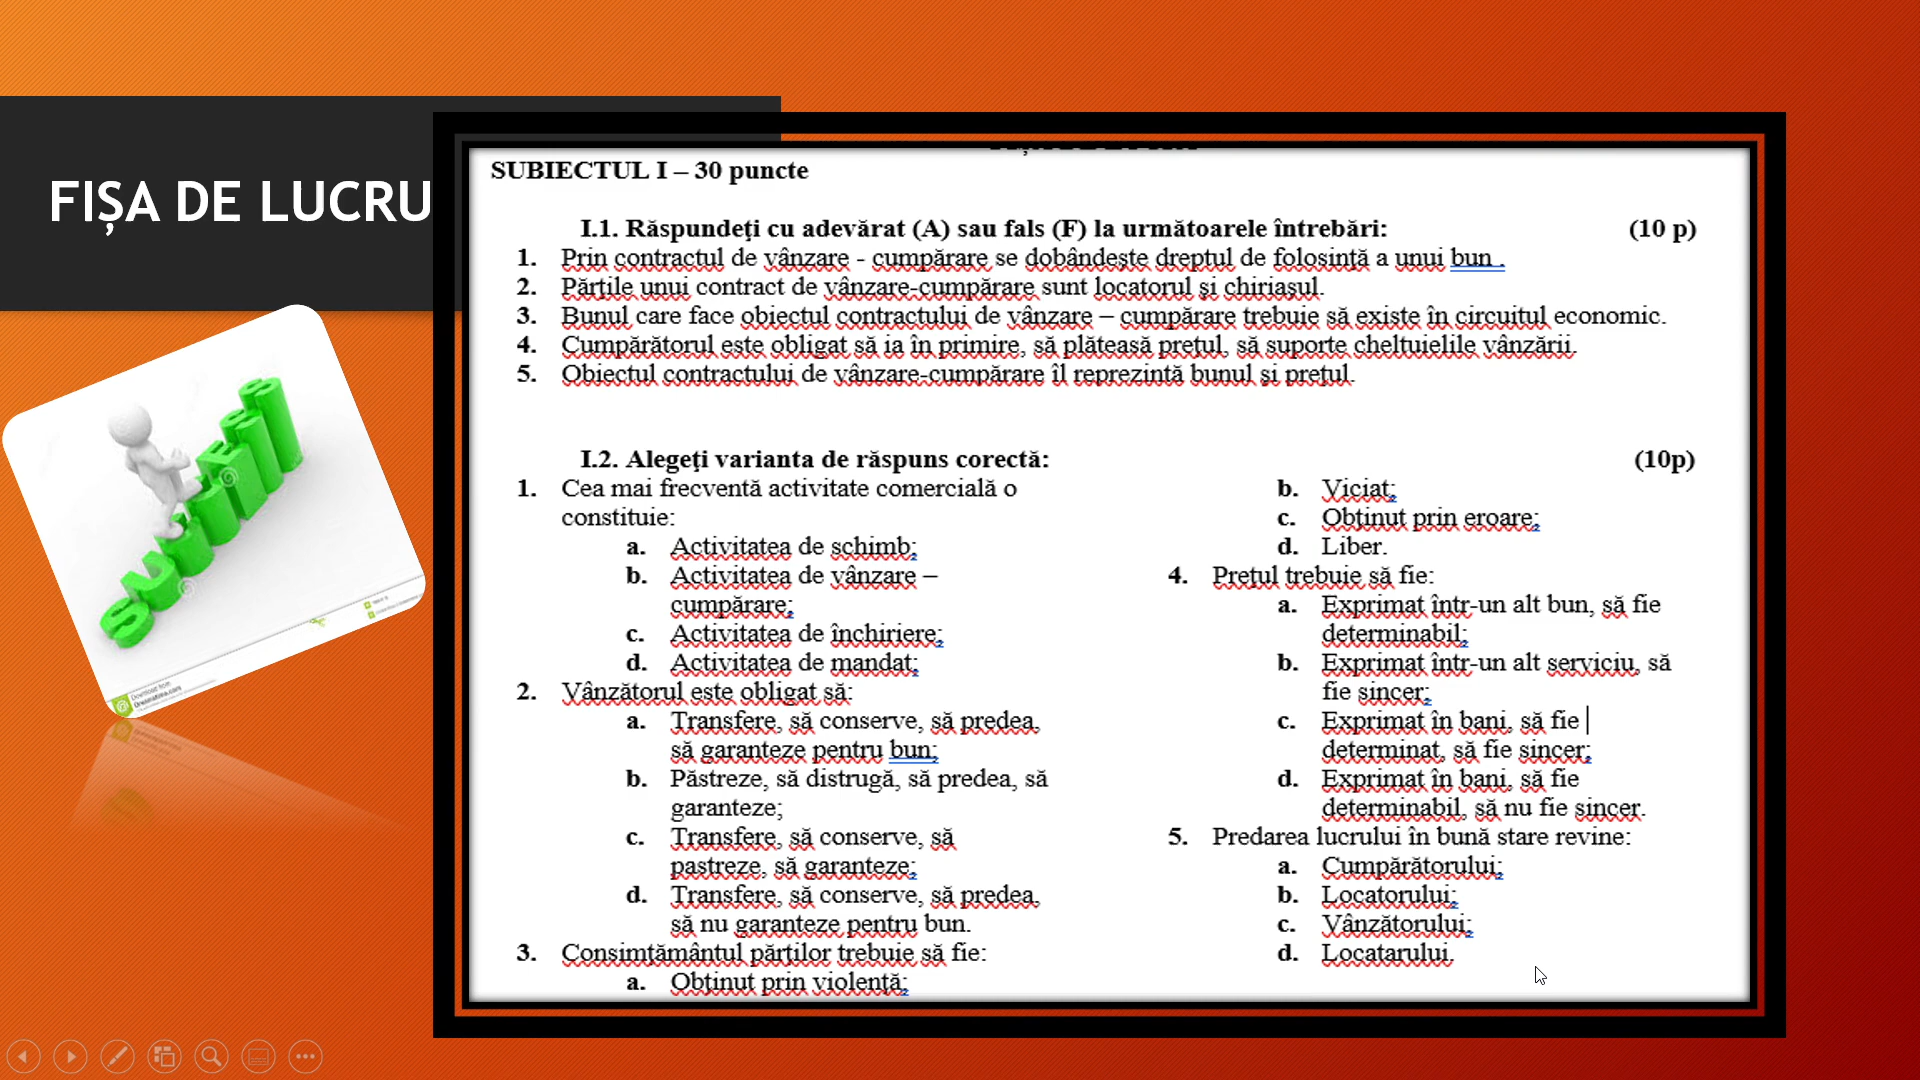 FIȘA DE LUCRU
SUBIECTUL I – 30 puncte
I.1. Răspundeți cu adevărat (A) sau fals (F) la următoarele întrebări: (10 p)
1. Prin contractul de vânzare - cumpărare se dobândește dreptul de folosință a unui bun .
2. Părțile unui contract de vânzare-cumpărare sunt locatorul și chiriașul.
3. Bunul care face obiectul contractului de vânzare – cumpărare trebuie să existe în circuitul economic.
4. Cumpărătorul este obligat să ia în primire, să plăteasă prețul, să suporte cheltuielile vânzării.
5. Obiectul contractului de vânzare-cumpărare îl reprezintă bunul și prețul.
I.2. Alegeți varianta de răspuns corectă: (10p)
1. Cea mai frecventă activitate comercială o
constituie:
a. Activitatea de schimb;
b. Activitatea de vânzare –
cumpărare;
c. Activitatea de închiriere;
d. Activitatea de mandat;
2. Vânzătorul este obligat să:
a. Transfere, să conserve, să predea,
să garanteze pentru bun;
b. Păstreze, să distrugă, să predea, să
garanteze;
c. Transfere, să conserve, să
pastreze, să garanteze;
d. Transfere, să conserve, să predea,
să nu garanteze pentru bun.
3. Consimțământul părților trebuie să fie:
a. Obținut prin violență;
b. Viciat;
c. Obținut prin eroare;
d. Liber.
4. Prețul trebuie să fie:
a. Exprimat într-un alt bun, să fie
determinabil;
b. Exprimat într-un alt serviciu, să
fie sincer;
c. Exprimat în bani, să fie
determinat, să fie sincer;
d. Exprimat în bani, să fie
determinabil, să nu fie sincer.
5. Predarea lucrului în bună stare revine:
a. Cumpărătorului;
b. Locatorului;
c. Vânzătorului;
d. Locatarului.
Download from
Dreamstime.com